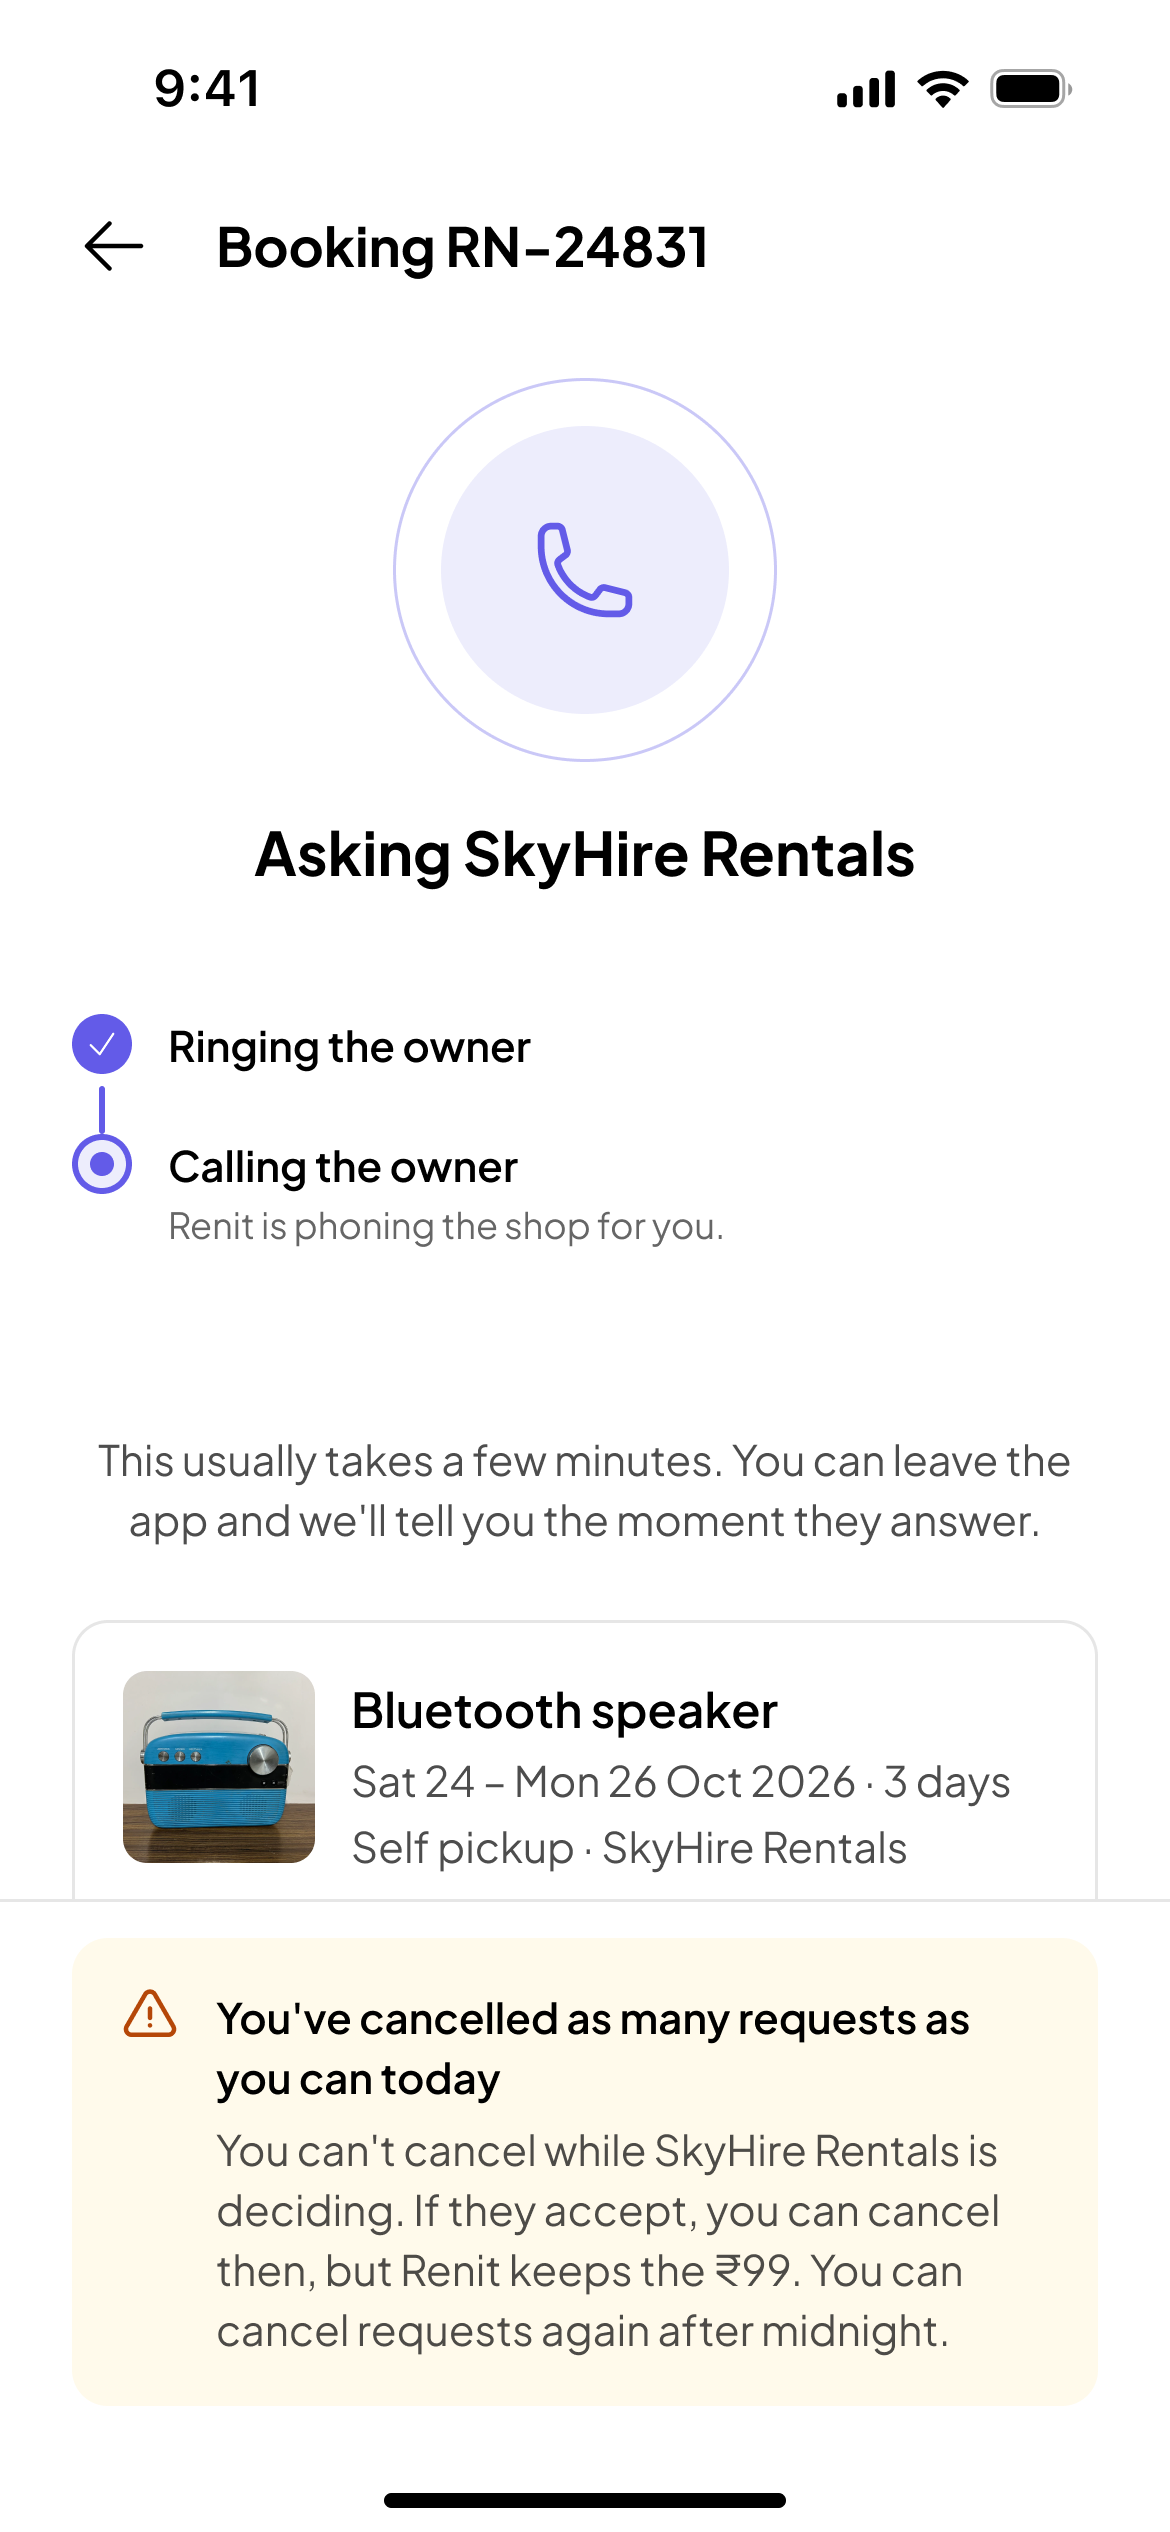 9:41
Booking RN-24831
Asking SkyHire Rentals
Ringing the owner
Calling the owner
Renit is phoning the shop for you.
This usually takes a few minutes. You can leave the
app and we'll tell you the moment they answer.
Bluetooth speaker
Sat 24 – Mon 26 Oct 2026 · 3 days
Self pickup · SkyHire Rentals
You've cancelled as many requests as
you can today
You can't cancel while SkyHire Rentals is
deciding. If they accept, you can cancel
then, but Renit keeps the ₹99. You can
cancel requests again after midnight.